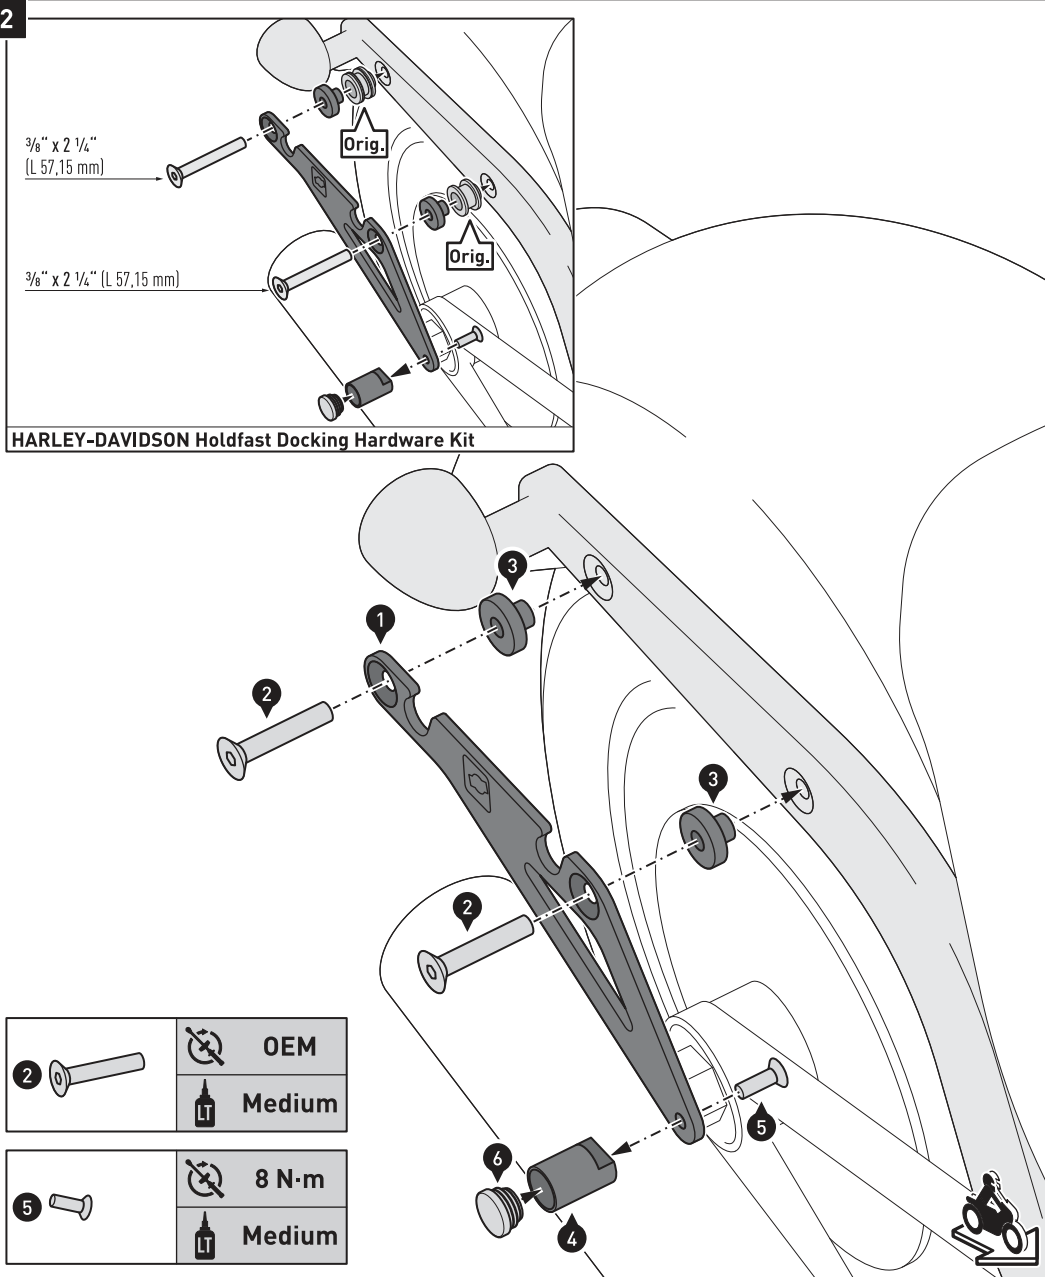 2
3/8“ x 2 1/4“
(L 57,15 mm)
Orig.
3/8“ x 2 1/4“ (L 57,15 mm)
Orig.
HARLEY-DAVIDSON Holdfast Docking Hardware Kit
3
1
2
3
2
5
6
4
2
OEM
LT
Medium
5
8 N·m
LT
Medium